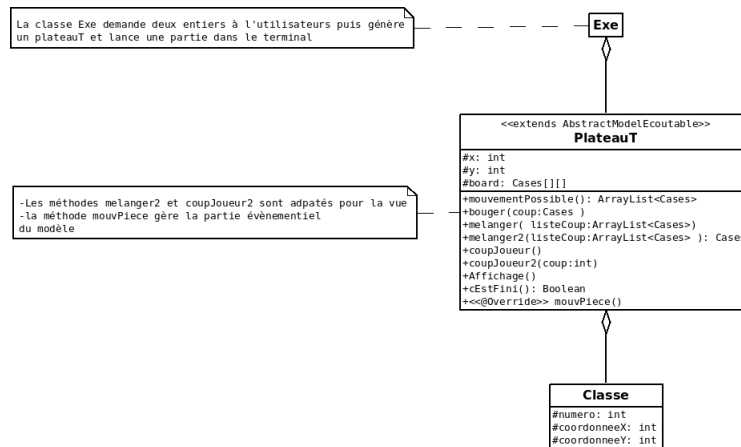 La classe Exe demande deux entiers à l'utilisateurs puis génère
un plateauT et lance une partie dans le terminal
Exe
<<extends AbstractModelEcoutable>>
PlateauT
#x: int
#y: int
#board: Cases[][]
-Les méthodes melanger2 et coupJoueur2 sont adpatés pour la vue
-la méthode mouvPiece gère la partie évènementiel
du modèle
+mouvementPossible(): ArrayList<Cases>
+bouger(coup:Cases )
+melanger( listeCoup:ArrayList<Cases>)
+melanger2(listeCoup:ArrayList<Cases> ): Cases
+coupJoueur()
+coupJoueur2(coup:int)
+Affichage()
+cEstFini(): Boolean
+<<@Override>> mouvPiece()
Classe
#numero: int
#coordonneeX: int
#coordonneeY: int